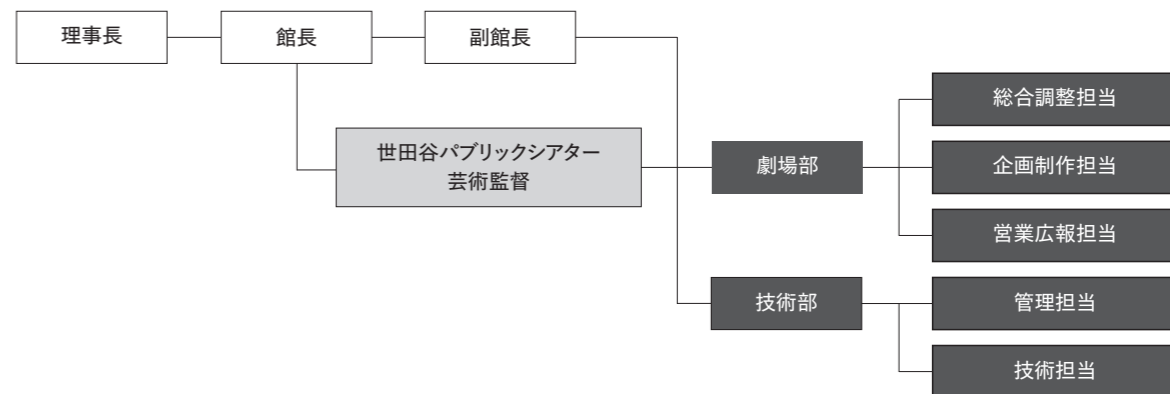 理事長
館長
副館長
世田谷パブリックシアター
芸術監督
劇場部
総合調整担当
企画制作担当
営業広報担当
技術部
管理担当
技術担当